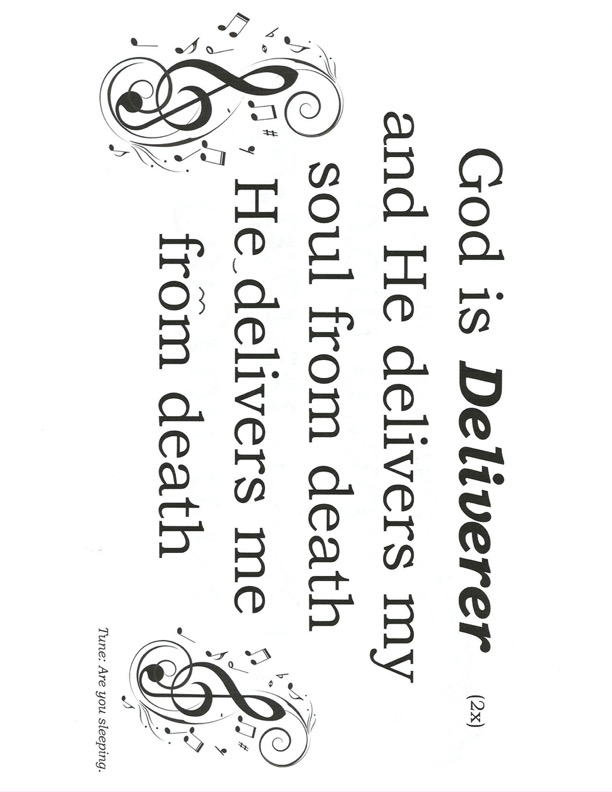 God is Deliverer (2x)
and He delivers my
soul from death
He delivers me
from death
Tune: Are you sleeping.